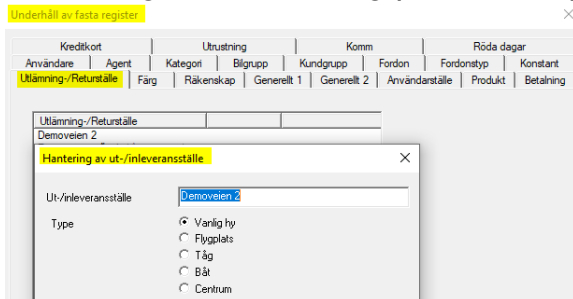 Underhåll av fasta register
Kreditkort Utrustning Komm Röda dagar
Användare Agent Kategori Bilgrupp Kundgrupp Fordon Fordonstyp Konstant
Utlämning-/Returställe Färg Räkenskap Generellt 1 Generellt 2 Användarställe Produkt Betalning
Utlämning-/Returställe
Demoveien 2
Hantering av ut-/inleveransställe
Ut-/inleveransställe Demoveien 2
Type Vanlig hy
Flygplats
Tåg
Båt
Centrum